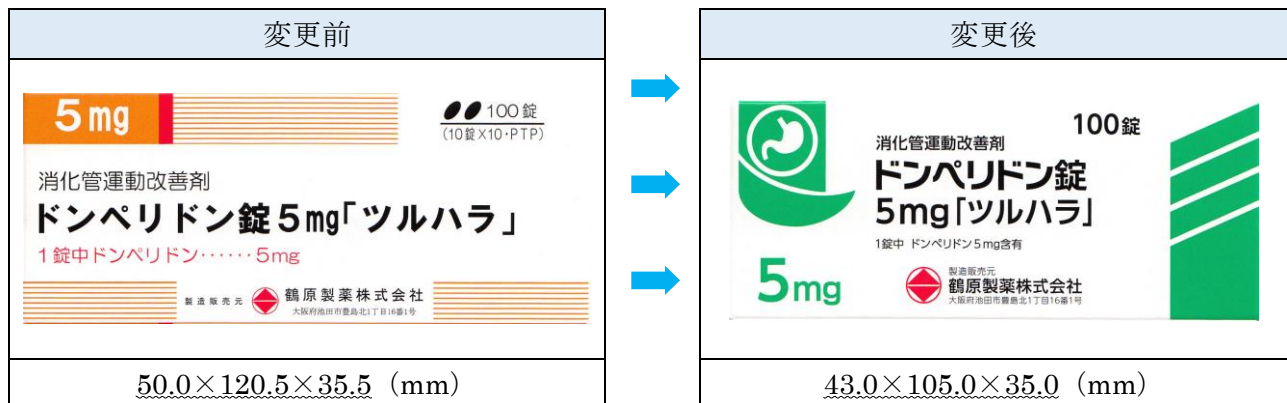 変更前
5mg
100錠
(10錠×10・PTP)
消化管運動改善剤
ドンペリドン錠5mg「ツルハラ」
1錠中ドンペリドン……5mg
製造販売元
鶴原製薬株式会社
大阪府池田市豊島北1丁目16番1号
50.0×120.5×35.5（mm）
変更後
100錠
消化管運動改善剤
ドンペリドン錠
5mg「ツルハラ」
1錠中 ドンペリドン5mg含有
5mg
製造販売元
鶴原製薬株式会社
大阪府池田市豊島北1丁目16番1号
43.0×105.0×35.0（mm）